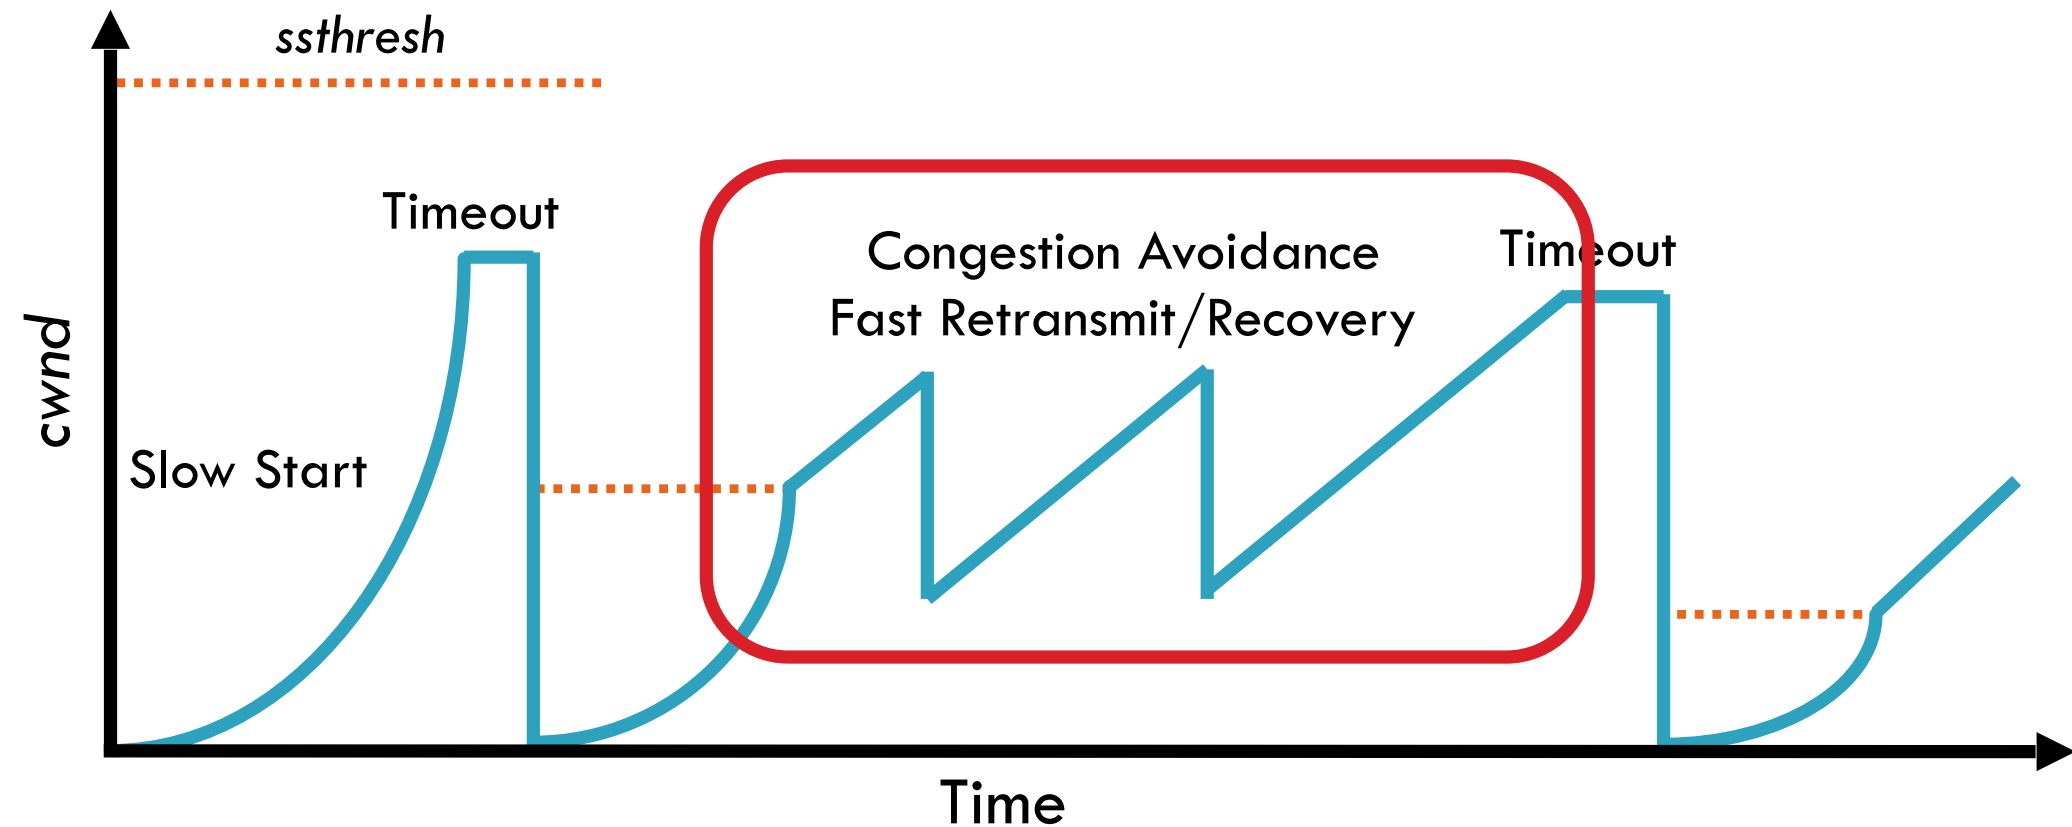 ssthresh
Timeout
Congestion Avoidance
Fast Retransmit/Recovery
Timeout
cwnd
Slow Start
Time